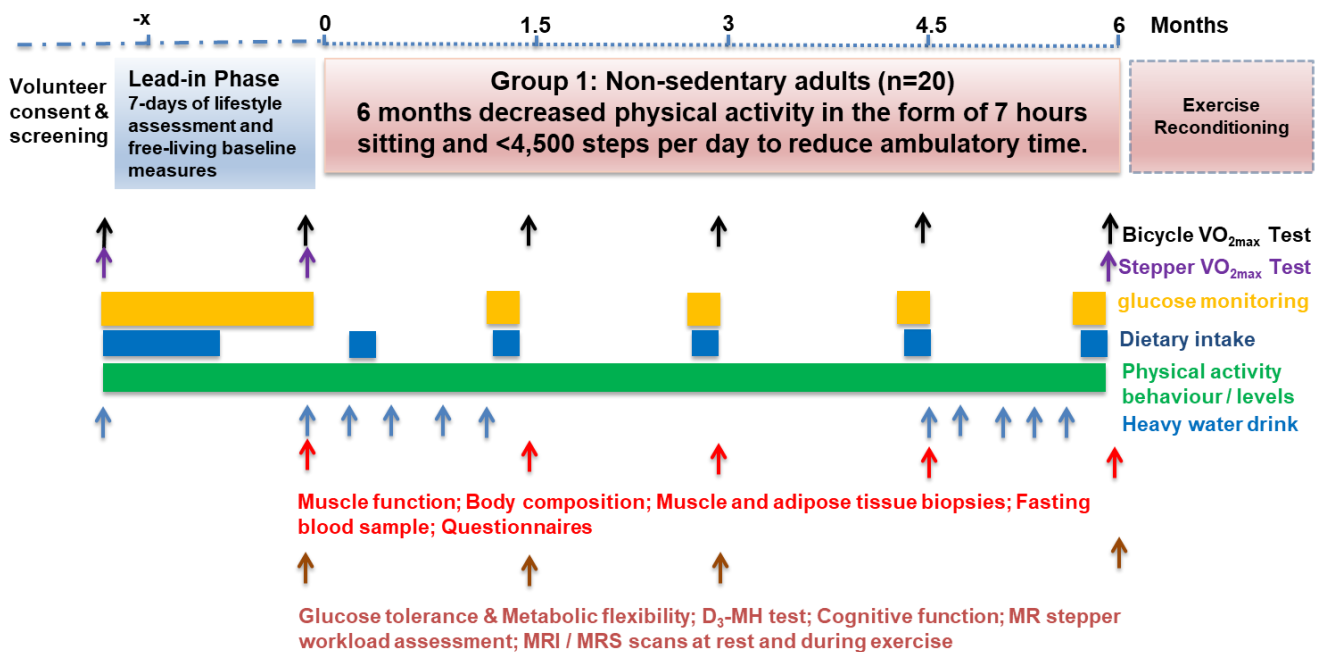 -x 0 1.5 3 4.5 6 Months
Volunteer
consent &
screening
Lead-in Phase
7-days of lifestyle
assessment and
free-living baseline
measures
Group 1: Non-sedentary adults (n=20)
6 months decreased physical activity in the form of 7 hours
sitting and <4,500 steps per day to reduce ambulatory time.
Exercise
Reconditioning
Bicycle VO2max Test
Stepper VO2max Test
glucose monitoring
Dietary intake
Physical activity
behaviour / levels
Heavy water drink
Muscle function; Body composition; Muscle and adipose tissue biopsies; Fasting
blood sample; Questionnaires
Glucose tolerance & Metabolic flexibility; D3-MH test; Cognitive function; MR stepper
workload assessment; MRI / MRS scans at rest and during exercise